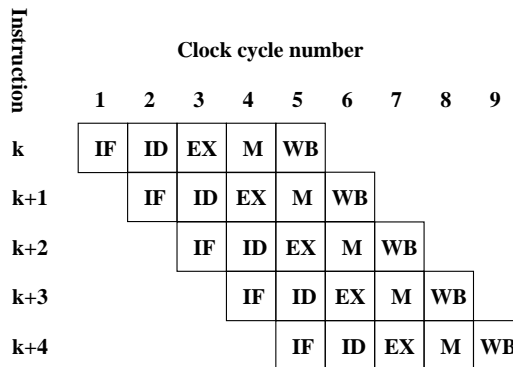 Instruction
Clock cycle number
1 2 3 4 5 6 7 8 9
k IF ID EX M WB
k+1 IF ID EX M WB
k+2 IF ID EX M WB
k+3 IF ID EX M WB
k+4 IF ID EX M WB